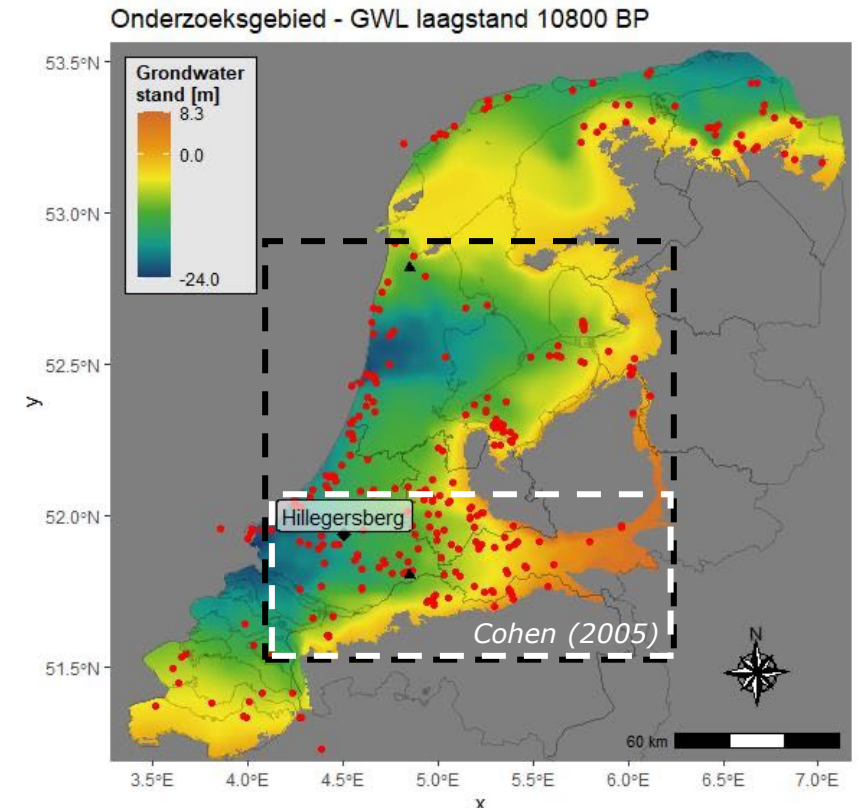 Onderzoeksgebied - GWL laagstand 10800 BP
Grondwater
stand [m]
8.3
0.0
-24.0
53.5°N
53.0°N
52.5°N
52.0°N
51.5°N
y
Hillegersberg
Cohen (2005)
N
60 km
3.5°E 4.0°E 4.5°E 5.0°E 5.5°E 6.0°E 6.5°E 7.0°E
x